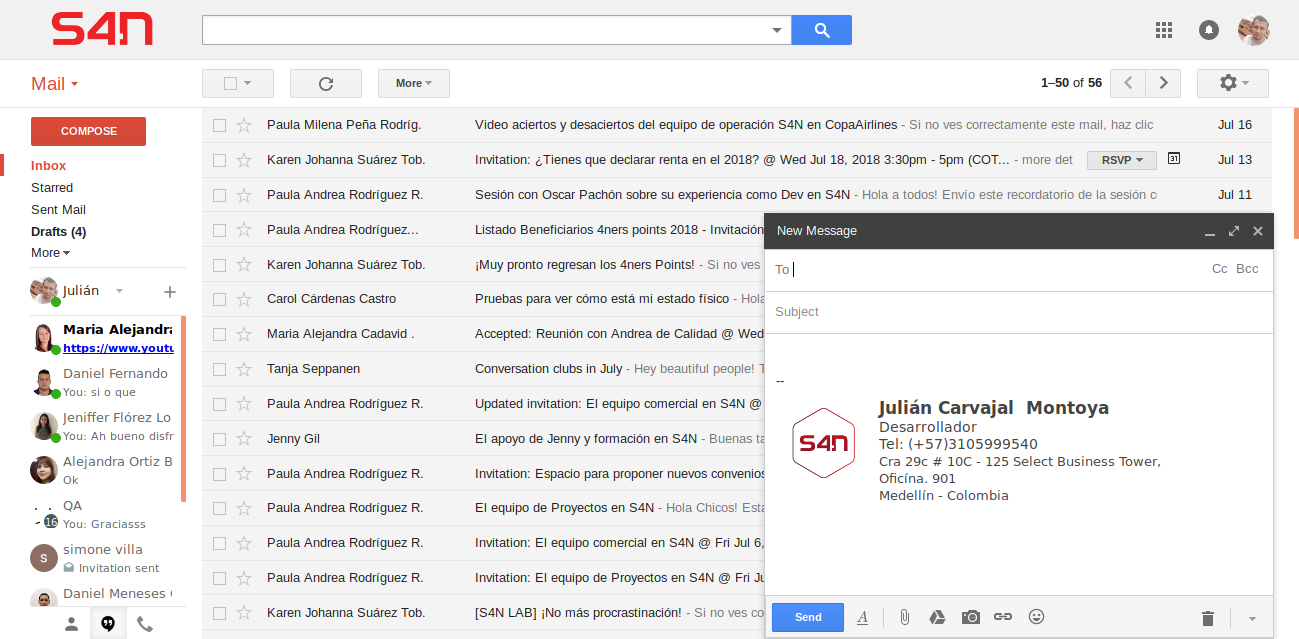 S4N
Mail
More
1–50 of 56
COMPOSE
Inbox
Starred
Sent Mail
Drafts (4)
More
Julián
Maria Alejandra
https://www.youtu
Daniel Fernando
You: si o que
Jeniffer Flórez Lo
You: Ah bueno disfr
Alejandra Ortiz B
Ok
QA
16
You: Graciasss
S
simone villa
Invitation sent
Daniel Meneses
Paula Milena Peña Rodríg. Video aciertos y desaciertos del equipo de operación S4N en CopaAirlines - Si no ves correctamente este mail, haz clic Jul 16
Karen Johanna Suárez Tob. Invitation: ¿Tienes que declarar renta en el 2018? @ Wed Jul 18, 2018 3:30pm - 5pm (COT... - more det RSVP 31 Jul 13
Paula Andrea Rodríguez R. Sesión con Oscar Pachón sobre su experiencia como Dev en S4N - Hola a todos! Envío este recordatorio de la sesión c Jul 11
Paula Andrea Rodríguez... Listado Beneficiarios 4ners points 2018 - Invitación
Karen Johanna Suárez Tob. ¡Muy pronto regresan los 4ners Points! - Si no ves
Carol Cárdenas Castro Pruebas para ver cómo está mi estado físico - Hola
Maria Alejandra Cadavid . Accepted: Reunión con Andrea de Calidad @ Wed
Tanja Seppanen Conversation clubs in July - Hey beautiful people! T
Paula Andrea Rodríguez R. Updated invitation: El equipo comercial en S4N @
Jenny Gil El apoyo de Jenny y formación en S4N - Buenas ta
Paula Andrea Rodríguez R. Invitation: Espacio para proponer nuevos convenios
Paula Andrea Rodríguez R. El equipo de Proyectos en S4N - Hola Chicos! Esta
Paula Andrea Rodríguez R. Invitation: El equipo comercial en S4N @ Fri Jul 6,
Paula Andrea Rodríguez R. Invitation: El equipo de Proyectos en S4N @ Fri Ju
Karen Johanna Suárez Tob. [S4N LAB] ¡No más procrastinación! - Si no ves co
New Message
To Cc Bcc
Subject
--
S4N
Julián Carvajal Montoya
Desarrollador
Tel: (+57)3105999540
Cra 29c # 10C - 125 Select Business Tower,
Oficína. 901
Medellín - Colombia
Send A